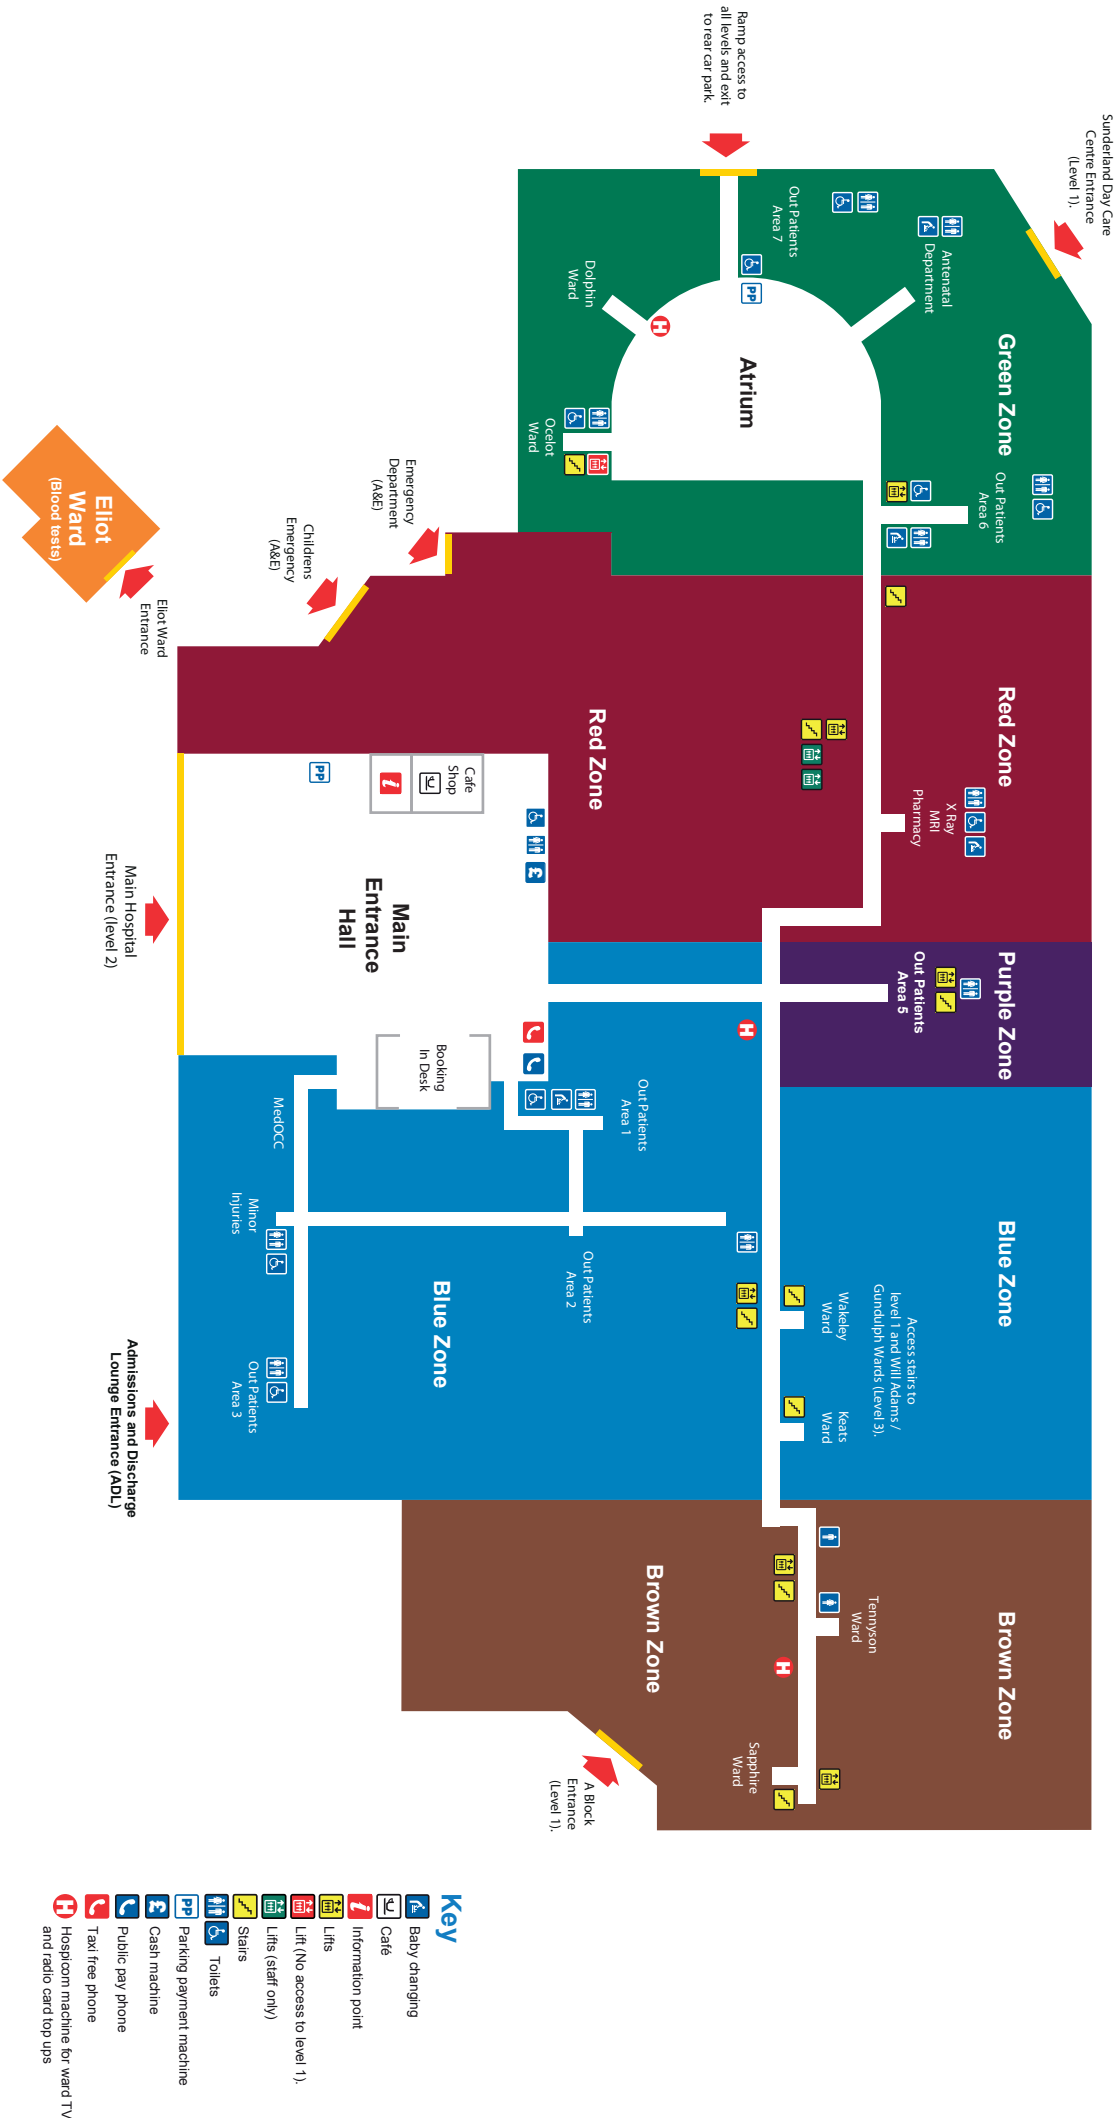 Ramp access to
all levels and exit
to rear car park.
Sunderland Day Care
Centre Entrance
(Level 1).
Green Zone
Out Patients
Area 7
Antenatal
Department
Dolphin
Ward
PP
H
Atrium
Ocelot
Ward
Out Patients
Area 6
Emergency
Department
(A&E)
Childrens
Emergency
(A&E)
Eliot
Ward
(Blood tests)
Eliot Ward
Entrance
Red Zone
Red Zone
X Ray
MRI
Pharmacy
Cafe
Shop
i
PP
£
Main
Entrance
Hall
Main Hospital
Entrance (level 2)
Purple Zone
Out Patients
Area 5
H
Booking
In Desk
Out Patients
Area 1
MedOCC
Minor
Injuries
Out Patients
Area 2
Out Patients
Area 3
Blue Zone
Blue Zone
Access stairs to
level 1 and Will Adams /
Gundulph Wards (Level 3).
Wakeley
Ward
Keats
Ward
Admissions and Discharge
Lounge Entrance (ADL)
Brown Zone
Brown Zone
Tennyson
Ward
H
Sapphire
Ward
A Block
Entrance
(Level 1).
Key
Baby changing
Café
i Information point
Lifts
Lift (No access to level 1).
Lifts (staff only)
Stairs
Toilets
PP Parking payment machine
£ Cash machine
Public pay phone
Taxi free phone
H Hospicom machine for ward TV
and radio card top ups